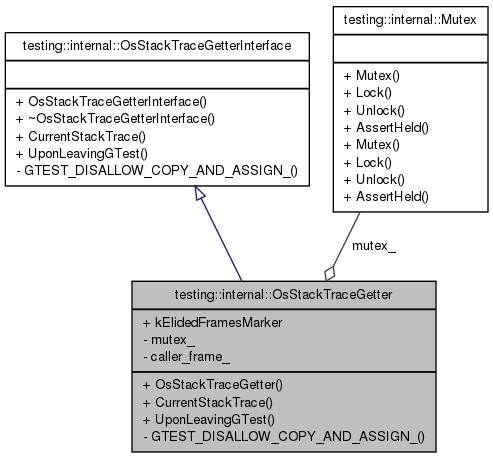 testing::internal::Mutex
+ Mutex()
+ Lock()
+ Unlock()
+ AssertHeld()
+ Mutex()
+ Lock()
+ Unlock()
+ AssertHeld()
testing::internal::OsStackTraceGetterInterface
+ OsStackTraceGetterInterface()
+ ~OsStackTraceGetterInterface()
+ CurrentStackTrace()
+ UponLeavingGTest()
- GTEST_DISALLOW_COPY_AND_ASSIGN_()
mutex_
testing::internal::OsStackTraceGetter
+ kElidedFramesMarker
- mutex_
- caller_frame_
+ OsStackTraceGetter()
+ CurrentStackTrace()
+ UponLeavingGTest()
- GTEST_DISALLOW_COPY_AND_ASSIGN_()